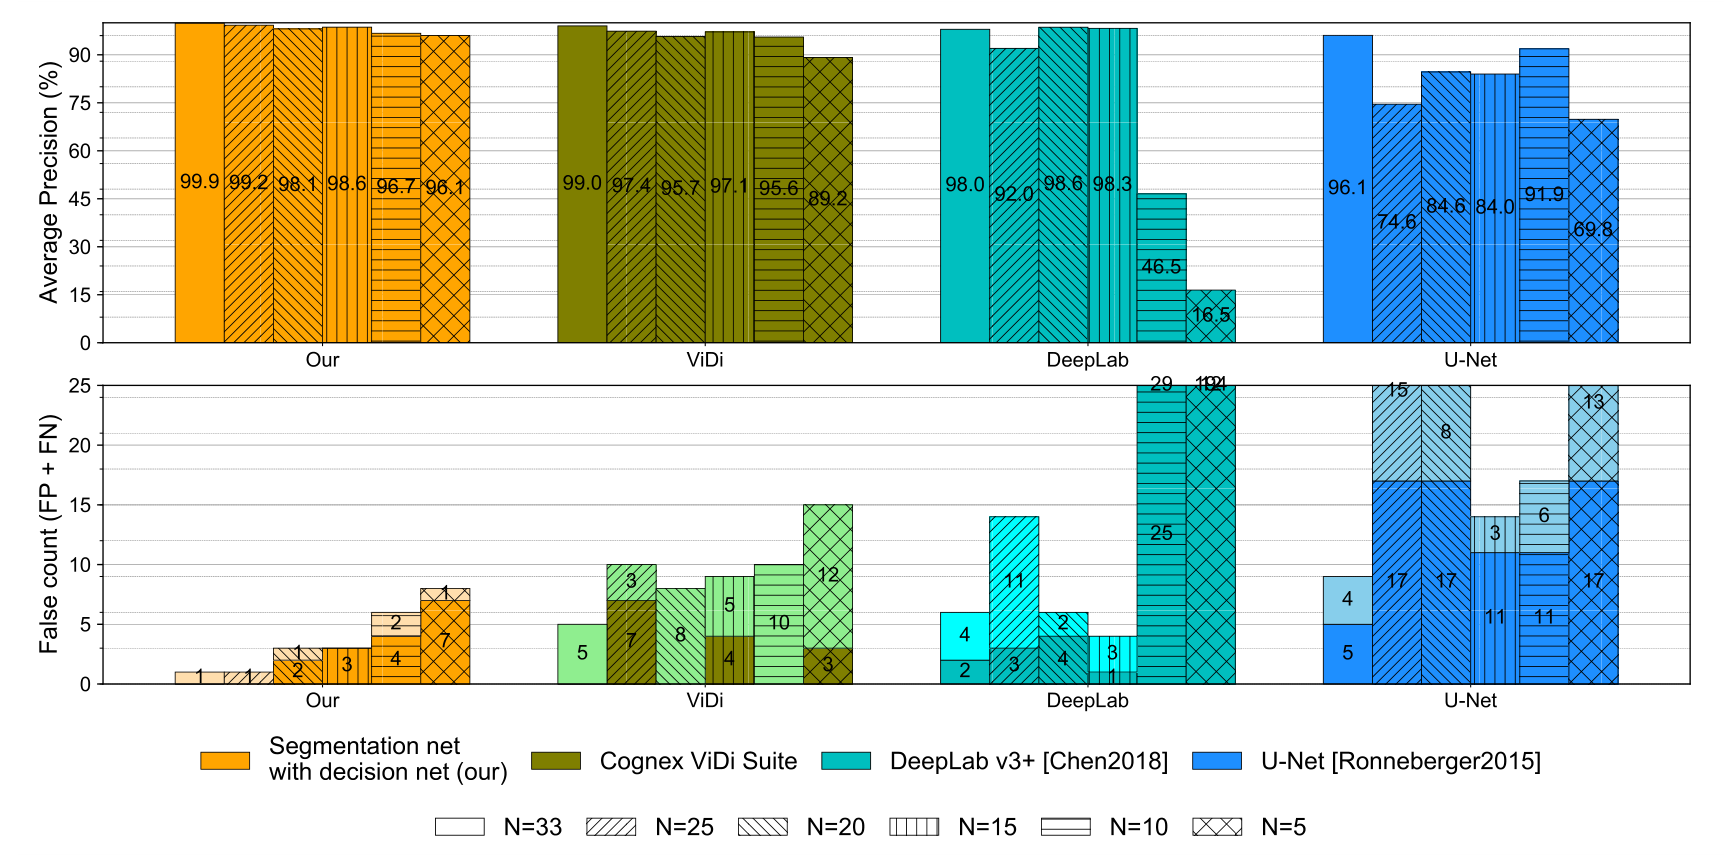 90
75
60
45
30
15
0
Average Precision (%)
99.9 99.2 98.1 98.6 96.7 96.1
99.0 97.4 95.7 97.1 95.6 89.2
98.0 92.0 98.6 98.3 46.5 16.5
96.1 74.6 84.6 84.0 91.9 69.8
Our ViDi DeepLab U-Net
25
20
15
10
5
0
False count (FP + FN)
1 1 1 2 3 2 4 1 7
5 3 7 8 5 4 10 12 3
4 2 11 3 2 4 3 1 29 25
4 5 15 17 8 17 3 11 6 11 13 17
Our ViDi DeepLab U-Net
Segmentation net
with decision net (our)
Cognex ViDi Suite
DeepLab v3+ [Chen2018]
U-Net [Ronneberger2015]
N=33 N=25 N=20 N=15 N=10 N=5